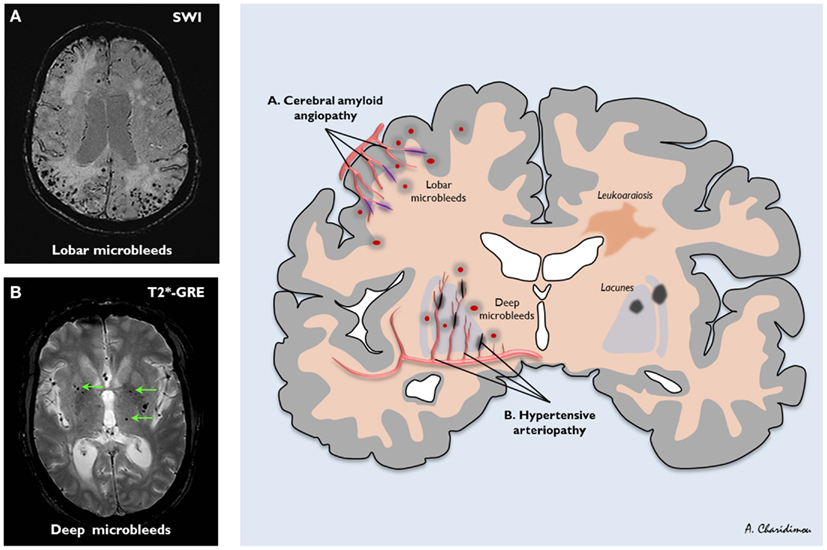 A
SWI
Lobar microbleeds
B
T2*-GRE
Deep microbleeds
A. Cerebral amyloid
angiopathy
Lobar
microbleeds
Leukoaraiosis
Deep
microbleeds
Lacunes
B. Hypertensive
arteriopathy
A. Charidimou